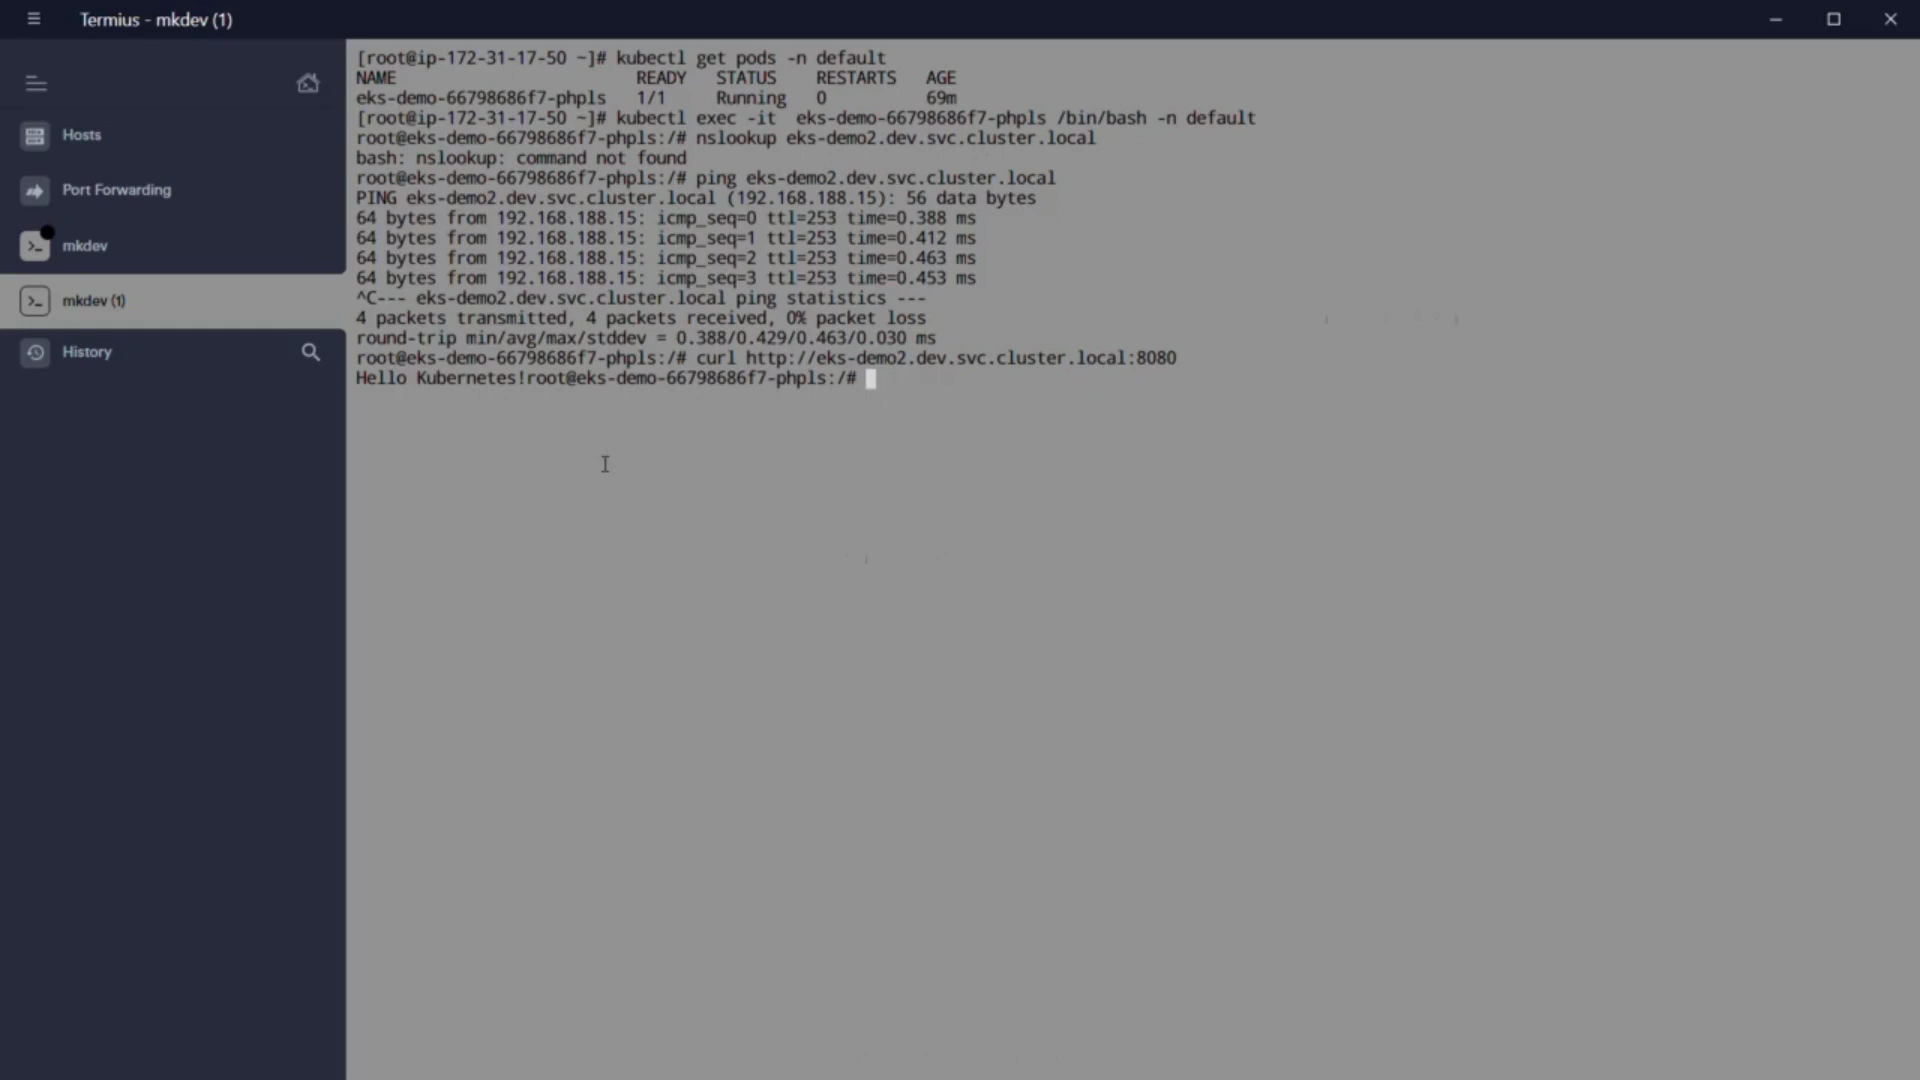 Termius - mkdev (1)
Hosts
Port Forwarding
mkdev
mkdev (1)
History
[root@ip-172-31-17-50 ~]# kubectl get pods -n default
NAME READY STATUS RESTARTS AGE
eks-demo-66798686f7-phpls 1/1 Running 0 69m
[root@ip-172-31-17-50 ~]# kubectl exec -it  eks-demo-66798686f7-phpls /bin/bash -n default
root@eks-demo-66798686f7-phpls:/# nslookup eks-demo2.dev.svc.cluster.local
bash: nslookup: command not found
root@eks-demo-66798686f7-phpls:/# ping eks-demo2.dev.svc.cluster.local
PING eks-demo2.dev.svc.cluster.local (192.168.188.15): 56 data bytes
64 bytes from 192.168.188.15: icmp_seq=0 ttl=253 time=0.388 ms
64 bytes from 192.168.188.15: icmp_seq=1 ttl=253 time=0.412 ms
64 bytes from 192.168.188.15: icmp_seq=2 ttl=253 time=0.463 ms
64 bytes from 192.168.188.15: icmp_seq=3 ttl=253 time=0.453 ms
^C--- eks-demo2.dev.svc.cluster.local ping statistics ---
4 packets transmitted, 4 packets received, 0% packet loss
round-trip min/avg/max/stddev = 0.388/0.429/0.463/0.030 ms
root@eks-demo-66798686f7-phpls:/# curl http://eks-demo2.dev.svc.cluster.local:8080
Hello Kubernetes!root@eks-demo-66798686f7-phpls:/#